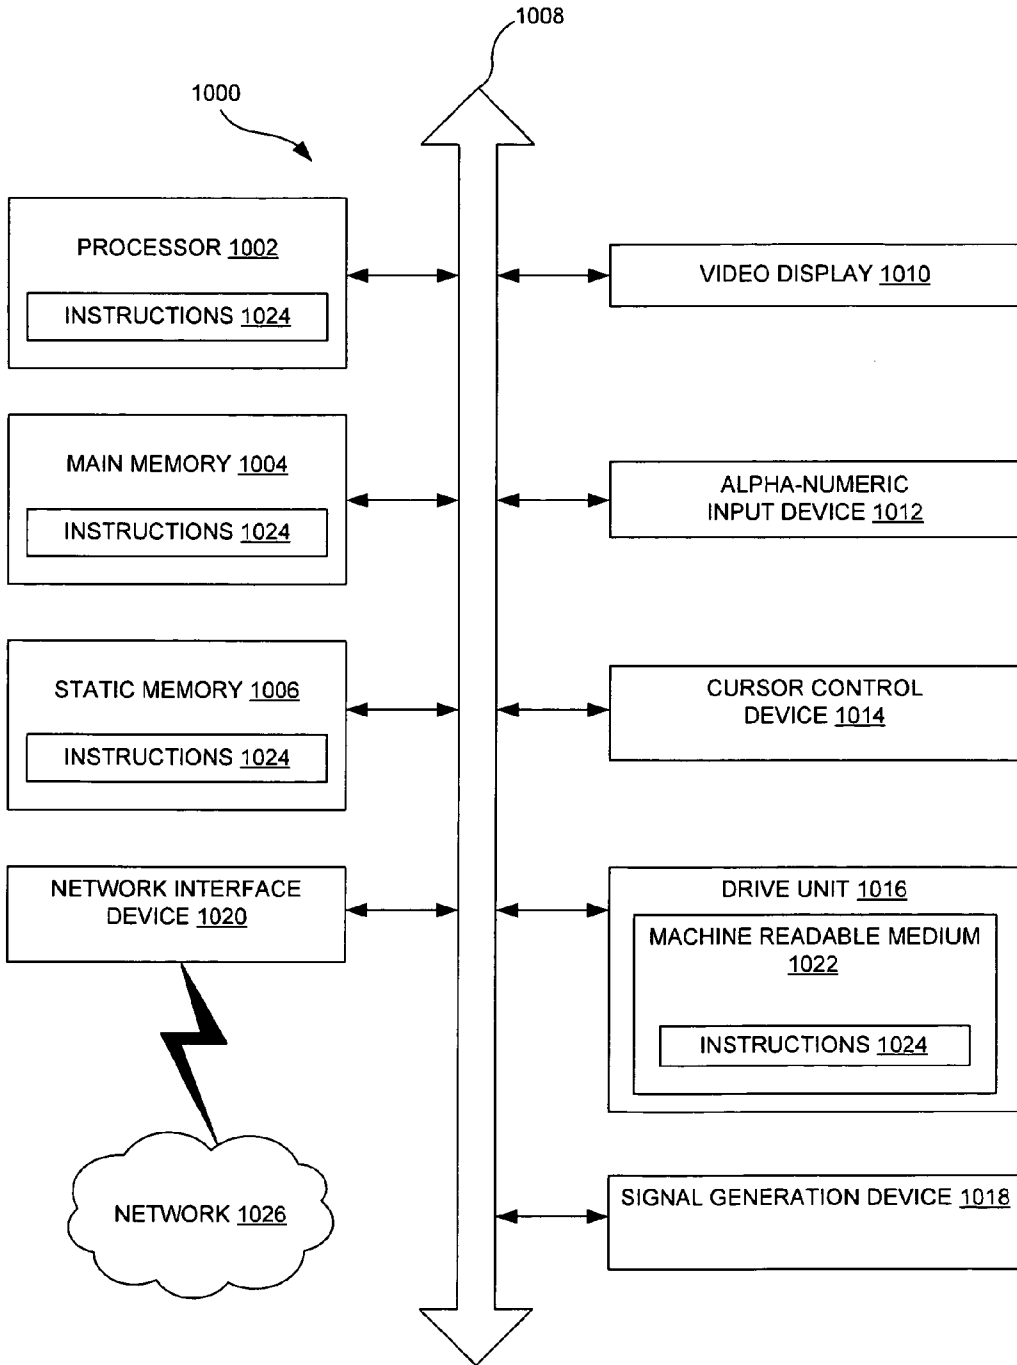 1008
1000
PROCESSOR 1002
INSTRUCTIONS 1024
VIDEO DISPLAY 1010
MAIN MEMORY 1004
INSTRUCTIONS 1024
ALPHA-NUMERIC
INPUT DEVICE 1012
STATIC MEMORY 1006
INSTRUCTIONS 1024
CURSOR CONTROL
DEVICE 1014
NETWORK INTERFACE
DEVICE 1020
DRIVE UNIT 1016
MACHINE READABLE MEDIUM
1022
INSTRUCTIONS 1024
NETWORK 1026
SIGNAL GENERATION DEVICE 1018